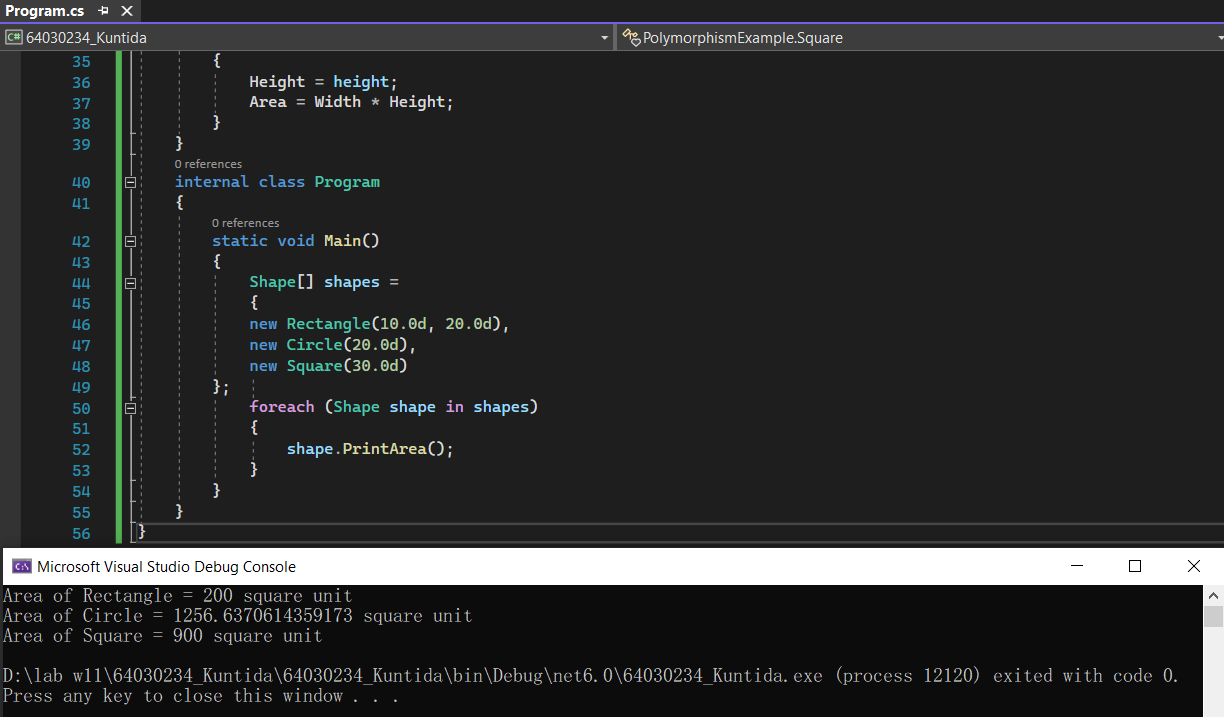 Program.cs
C# 64030234_Kuntida PolymorphismExample.Square
35 {
36 Height = height;
37 Area = Width * Height;
38 }
39 }
0 references
40 internal class Program
41 {
0 references
42 static void Main()
43 {
44 Shape[] shapes =
45 {
46 new Rectangle(10.0d, 20.0d),
47 new Circle(20.0d),
48 new Square(30.0d)
49 };
50 foreach (Shape shape in shapes)
51 {
52 shape.PrintArea();
53 }
54 }
55 }
56 }
C:\ Microsoft Visual Studio Debug Console
Area of Rectangle = 200 square unit
Area of Circle = 1256.6370614359173 square unit
Area of Square = 900 square unit
D:\lab w11\64030234_Kuntida\64030234_Kuntida\bin\Debug\net6.0\64030234_Kuntida.exe (process 12120) exited with code 0.
Press any key to close this window . . .